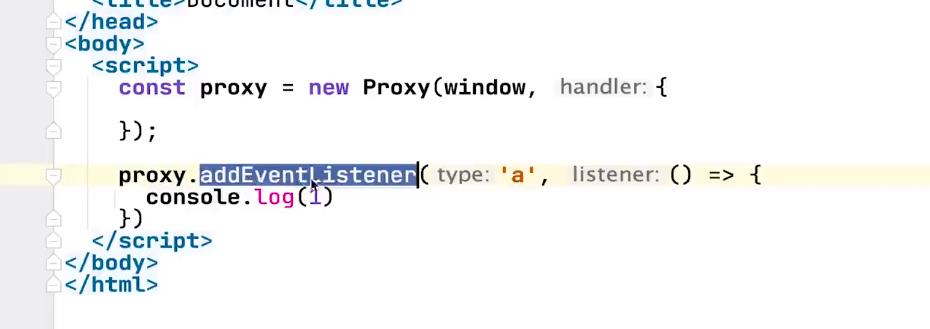 <title>Document</title>
</head>
<body>
<script>
const proxy = new Proxy(window, handler: {
});
proxy.addEventListener( type: 'a', listener: () => {
console.log(1)
})
</script>
</body>
</html>